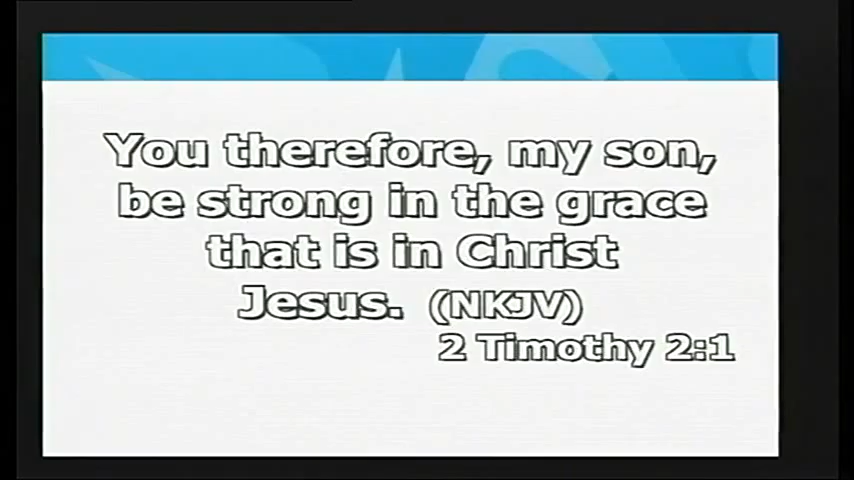 You therefore, my son,
be strong in the grace
that is in Christ
Jesus. (NKJV)
2 Timothy 2:1